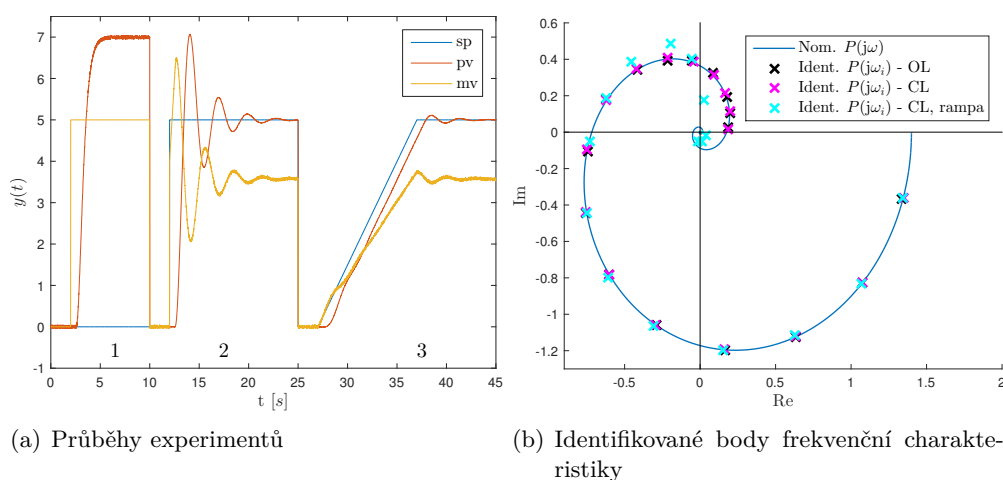 7
6
5
4
3
2
1
0
-1
y(t)
sp
pv
mv
1
2
3
0 5 10 15 20 25 30 35 40 45
t [s]
(a) Průběhy experimentů
0.6
0.4
0.2
0
-0.2
-0.4
-0.6
-0.8
-1
-1.2
Im
Nom. P(jω)
Ident. P(jωᵢ) - OL
Ident. P(jωᵢ) - CL
Ident. P(jωᵢ) - CL, rampa
-0.5 0 0.5 1 1.5 2
Re
(b) Identifikované body frekvenční charakte-
ristiky